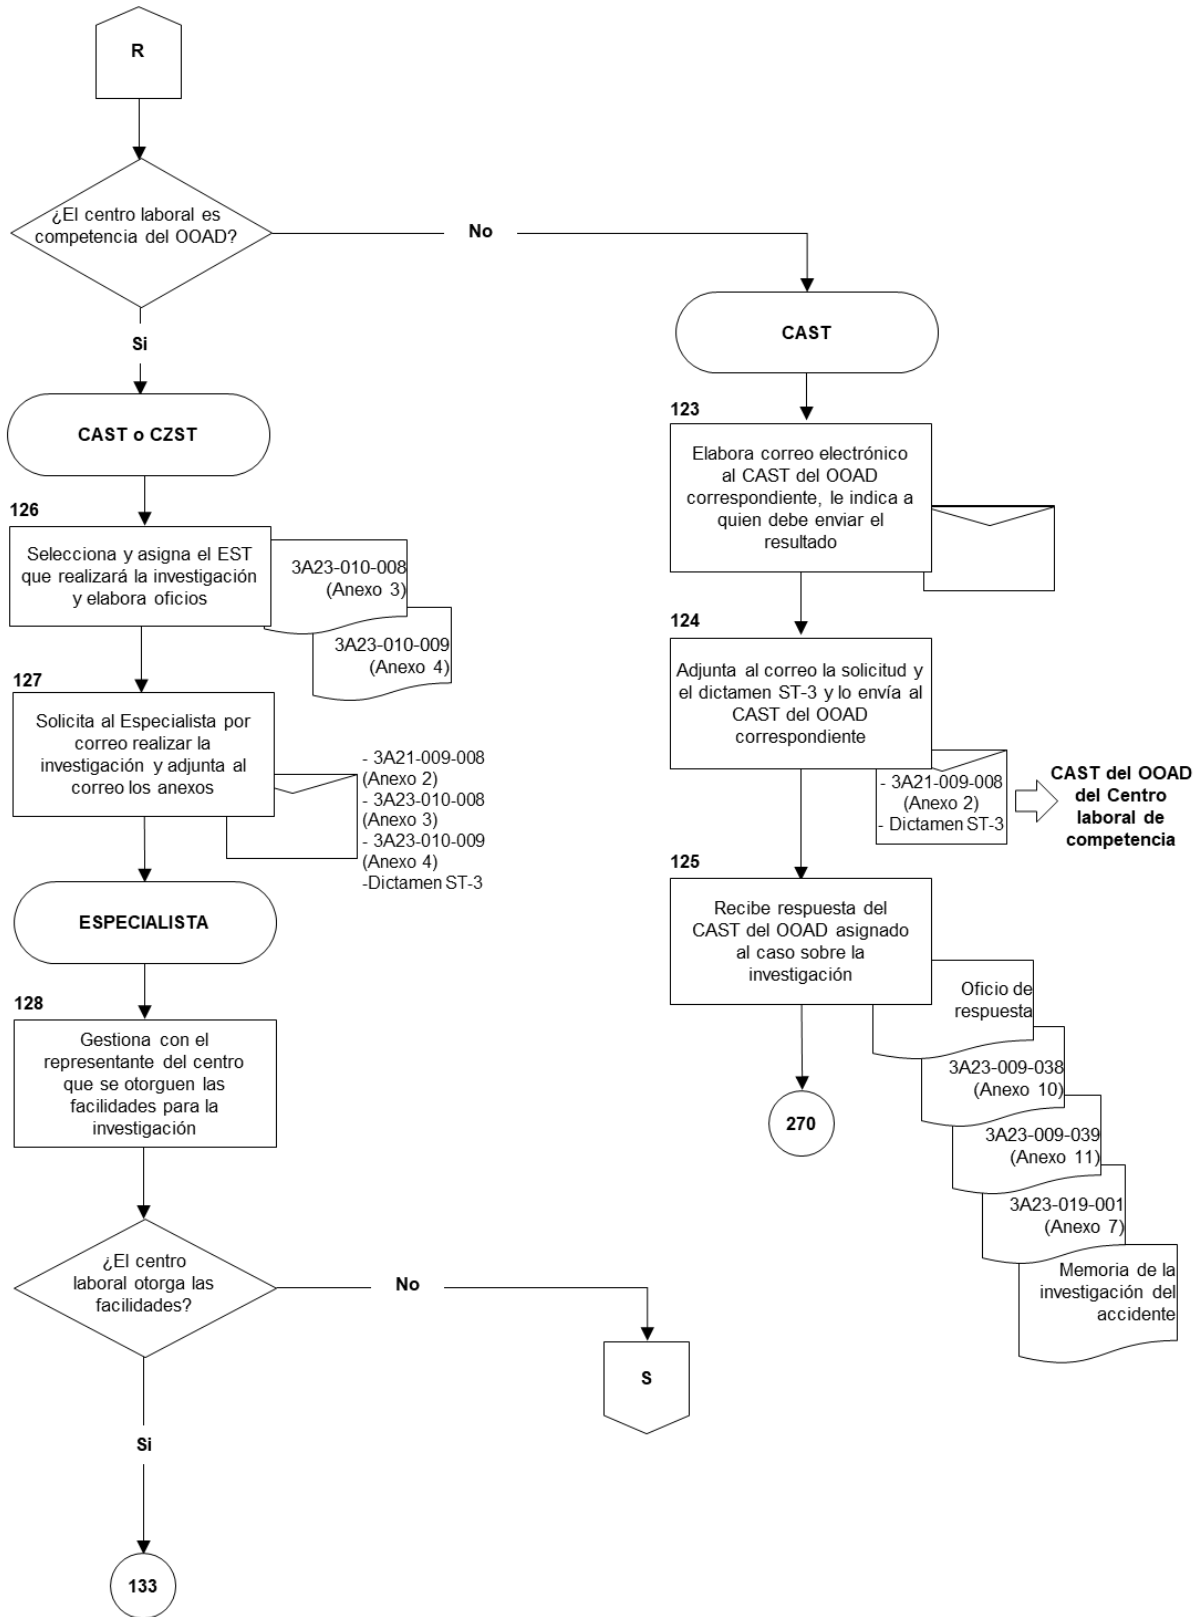 R
¿El centro laboral es
competencia del OOAD?
No
Si
CAST o CZST
126
Selecciona y asigna el EST
que realizará la investigación
y elabora oficios
3A23-010-008
(Anexo 3)
3A23-010-009
(Anexo 4)
127
Solicita al Especialista por
correo realizar la
investigación y adjunta al
correo los anexos
- 3A21-009-008
(Anexo 2)
- 3A23-010-008
(Anexo 3)
- 3A23-010-009
(Anexo 4)
-Dictamen ST-3
ESPECIALISTA
128
Gestiona con el
representante del centro
que se otorguen las
facilidades para la
investigación
¿El centro
laboral otorga las
facilidades?
No
S
Si
133
CAST
123
Elabora correo electrónico
al CAST del OOAD
correspondiente, le indica a
quien debe enviar el
resultado
124
Adjunta al correo la solicitud y
el dictamen ST-3 y lo envía al
CAST del OOAD
correspondiente
- 3A21-009-008
(Anexo 2)
- Dictamen ST-3
CAST del OOAD
del Centro
laboral de
competencia
125
Recibe respuesta del
CAST del OOAD asignado
al caso sobre la
investigación
Oficio de
respuesta
3A23-009-038
(Anexo 10)
3A23-009-039
(Anexo 11)
3A23-019-001
(Anexo 7)
Memoria de la
investigación del
accidente
270